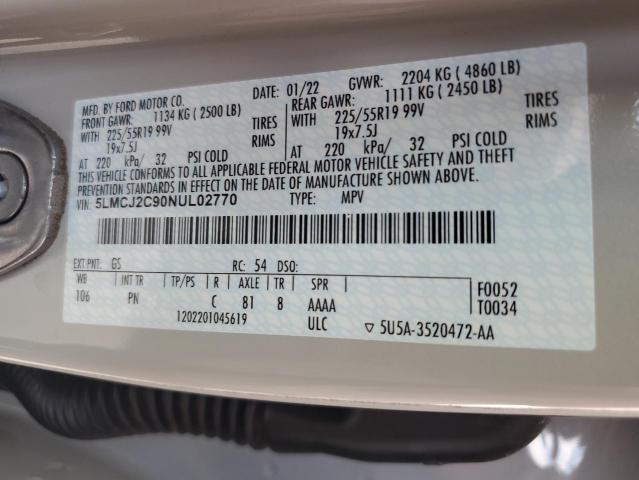 MFD. BY FORD MOTOR CO. DATE: 01/22 GVWR: 2204 KG ( 4860 LB)
FRONT GAWR: 1134 KG ( 2500 LB) REAR GAWR: 1111 KG ( 2450 LB)
WITH 225/55R19 99V TIRES WITH 225/55R19 99V TIRES
19x7.5J RIMS 19x7.5J RIMS
AT 220 kPa/ 32 PSI COLD AT 220 kPa/ 32 PSI COLD
THIS VEHICLE CONFORMS TO ALL APPLICABLE FEDERAL MOTOR VEHICLE SAFETY AND THEFT
PREVENTION STANDARDS IN EFFECT ON THE DATE OF MANUFACTURE SHOWN ABOVE.
VIN: 5LMCJ2C90NUL02770 TYPE: MPV
EXT PNT: GS RC: 54 DSO:
WB INT TR TP/PS R AXLE TR SPR
106 PN C 81 8 AAAA F0052
1202201045619 ULC T0034
▽ 5U5A-3520472-AA